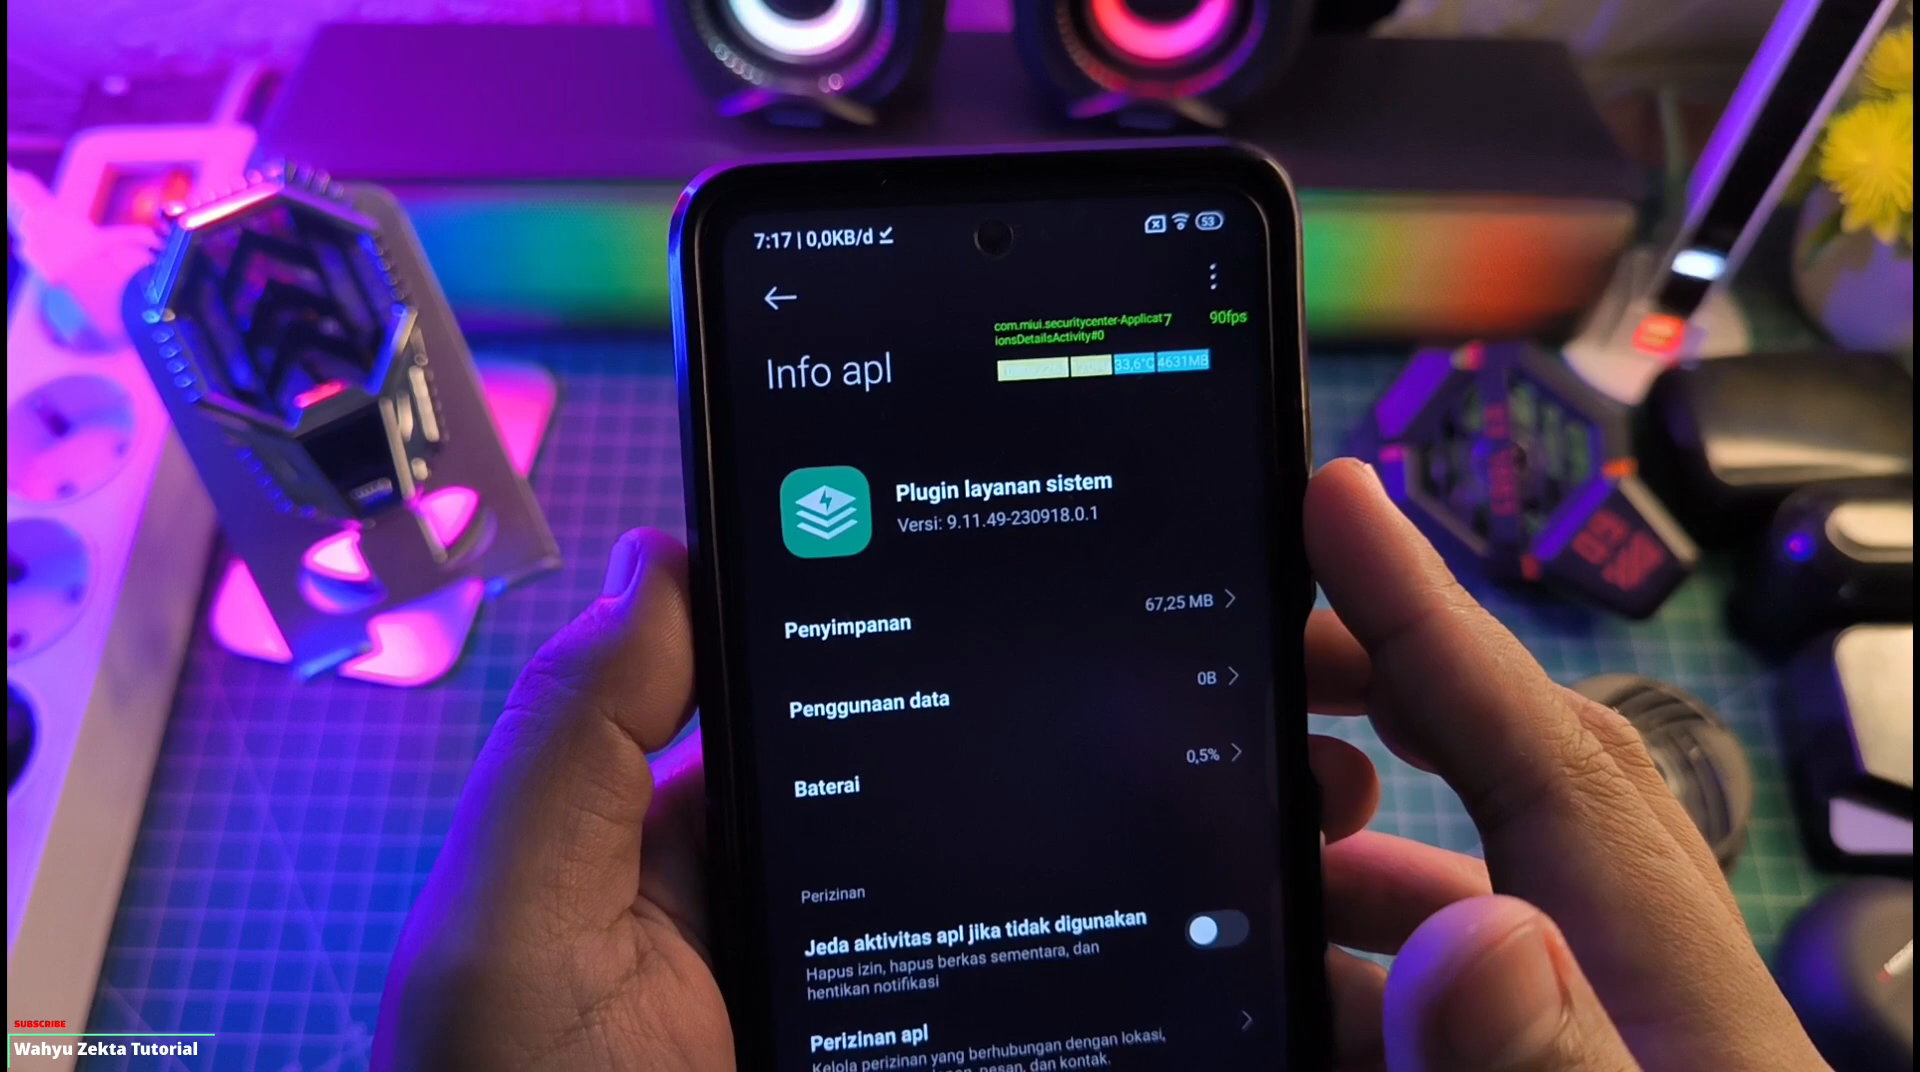 7:17 | 0,0KB/d
53
com.miui.securitycenter-Applicat7
ionsDetailsActivity#0
90fps
33,6°C 4631MB
Info apl
Plugin layanan sistem
Versi: 9.11.49-230918.0.1
Penyimpanan
67,25 MB
Penggunaan data
0B
Baterai
0,5%
Perizinan
Jeda aktivitas apl jika tidak digunakan
Hapus izin, hapus berkas sementara, dan
hentikan notifikasi
Perizinan apl
Kelola perizinan yang berhubungan dengan lokasi,
pesan, dan kontak.
SUBSCRIBE
Wahyu Zekta Tutorial